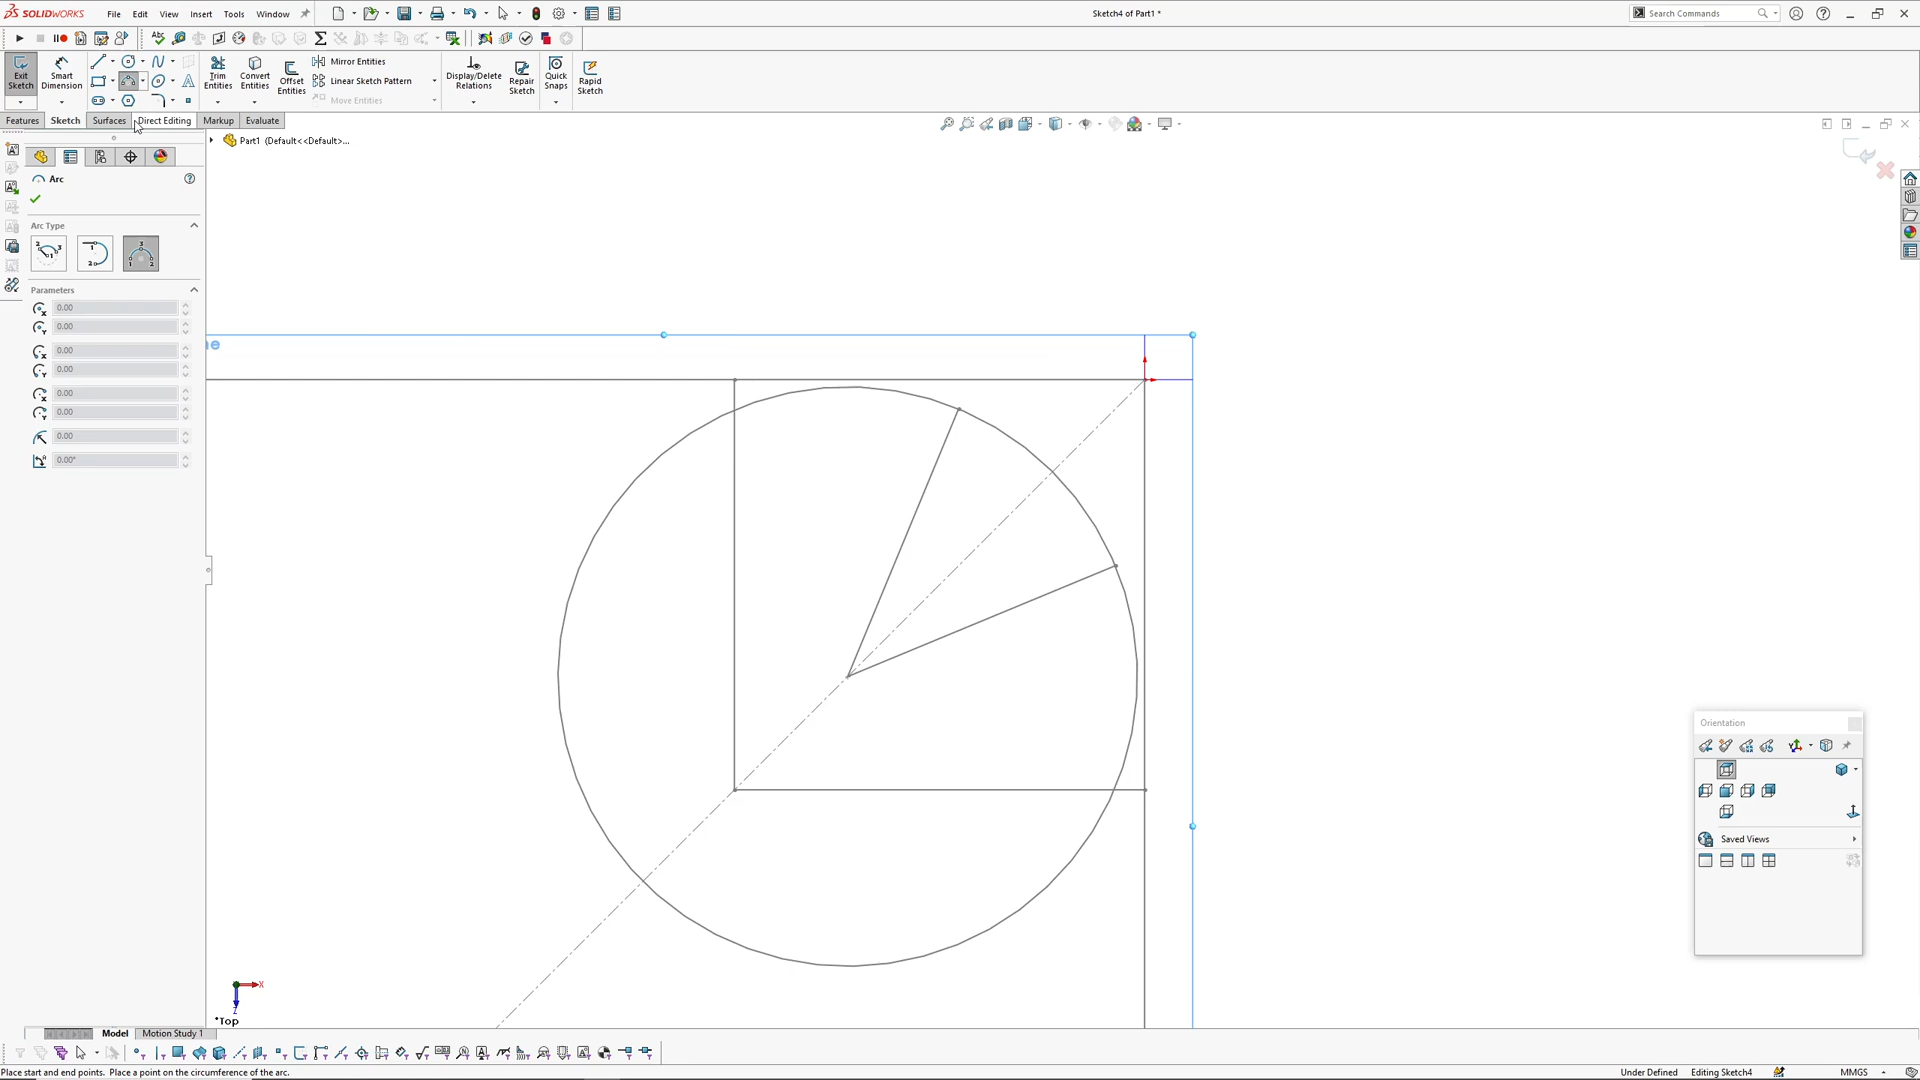 SOLIDWORKS File Edit View Insert Tools Window Sketch4 of Part1 * Search Commands
Exit Sketch Smart Dimension Trim Entities Convert Entities Offset Entities Mirror Entities Linear Sketch Pattern Move Entities Display/Delete Relations Repair Sketch Quick Snaps Rapid Sketch
Features Sketch Surfaces Direct Editing Markup Evaluate
Part1 (Default<<Default>...
Arc
Arc Type
Parameters
0.00
0.00
0.00
0.00
0.00
0.00
0.00
0.00°
Orientation
Saved Views
X
Z
*Top
Model Motion Study 1
Place start and end points. Place a point on the circumference of the arc. Under Defined Editing Sketch4 MMGS